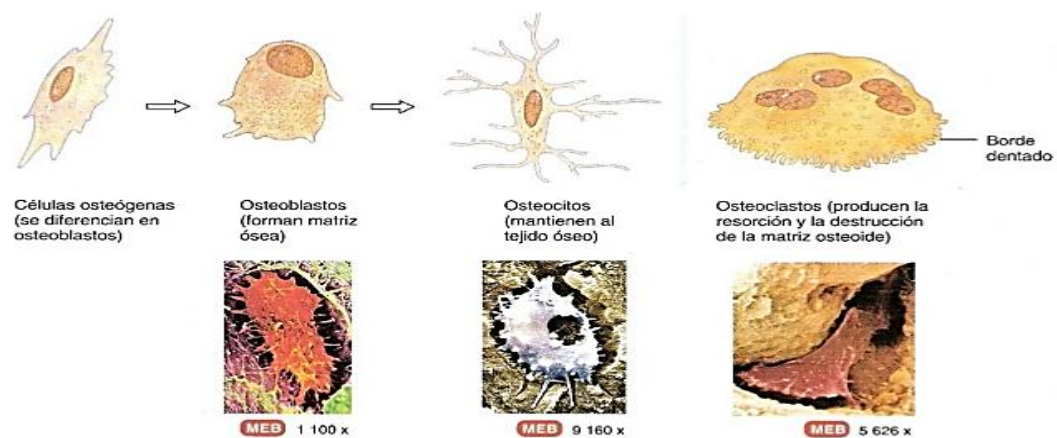 Borde
dentado
Células osteógenas
(se diferencian en
osteoblastos)
Osteoblastos
(forman matriz
ósea)
Osteocitos
(mantienen al
tejido óseo)
Osteoclastos (producen la
resorción y la destrucción
de la matriz osteoide)
MEB 1 100 x
MEB 9 160 x
MEB 5 626 x